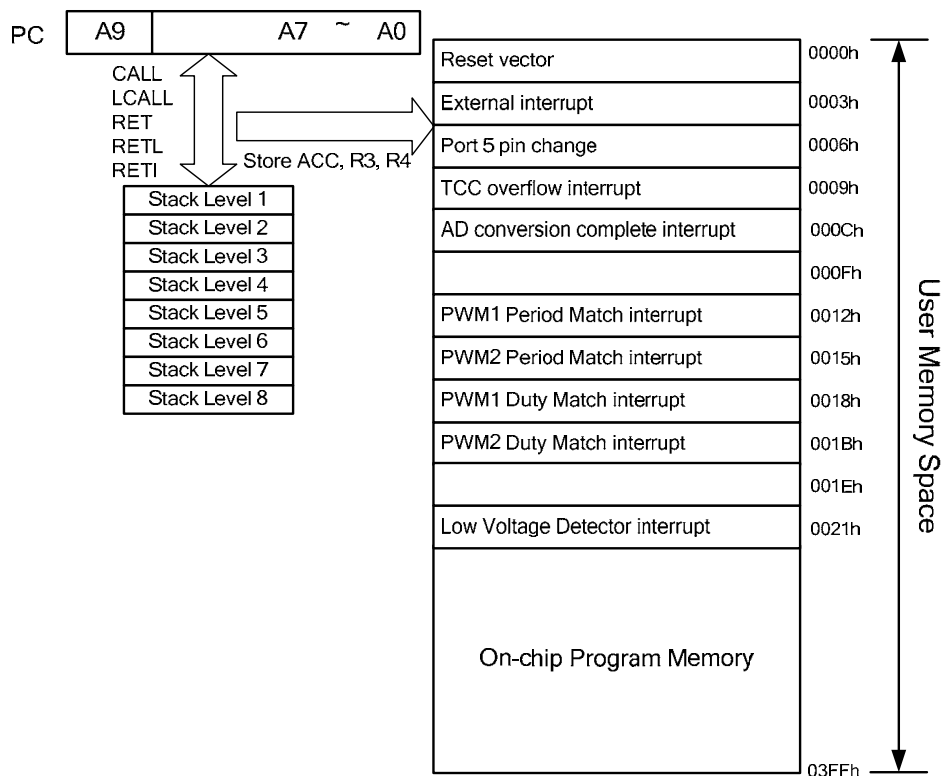 PC
A9
A7 ~ A0
CALL
LCALL
RET
RETL
RETI
Store ACC, R3, R4
Stack Level 1
Stack Level 2
Stack Level 3
Stack Level 4
Stack Level 5
Stack Level 6
Stack Level 7
Stack Level 8
Reset vector 0000h
External interrupt 0003h
Port 5 pin change 0006h
TCC overflow interrupt 0009h
AD conversion complete interrupt 000Ch
000Fh
PWM1 Period Match interrupt 0012h
PWM2 Period Match interrupt 0015h
PWM1 Duty Match interrupt 0018h
PWM2 Duty Match interrupt 001Bh
001Eh
Low Voltage Detector interrupt 0021h
On-chip Program Memory
03FFh
User Memory Space